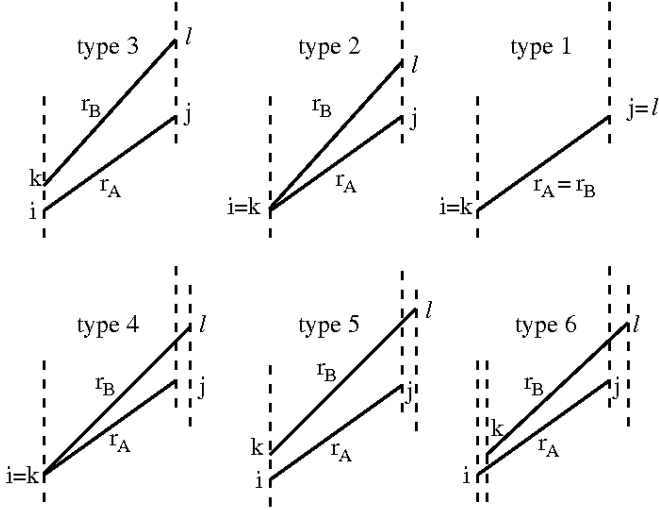 type 3
l
r_B
j
k
r_A
i
type 2
l
r_B
j
r_A
i=k
type 1
j=l
r_A = r_B
i=k
type 4
l
r_B
j
r_A
i=k
type 5
l
r_B
j
k
r_A
i
type 6
l
r_B
j
k
r_A
i